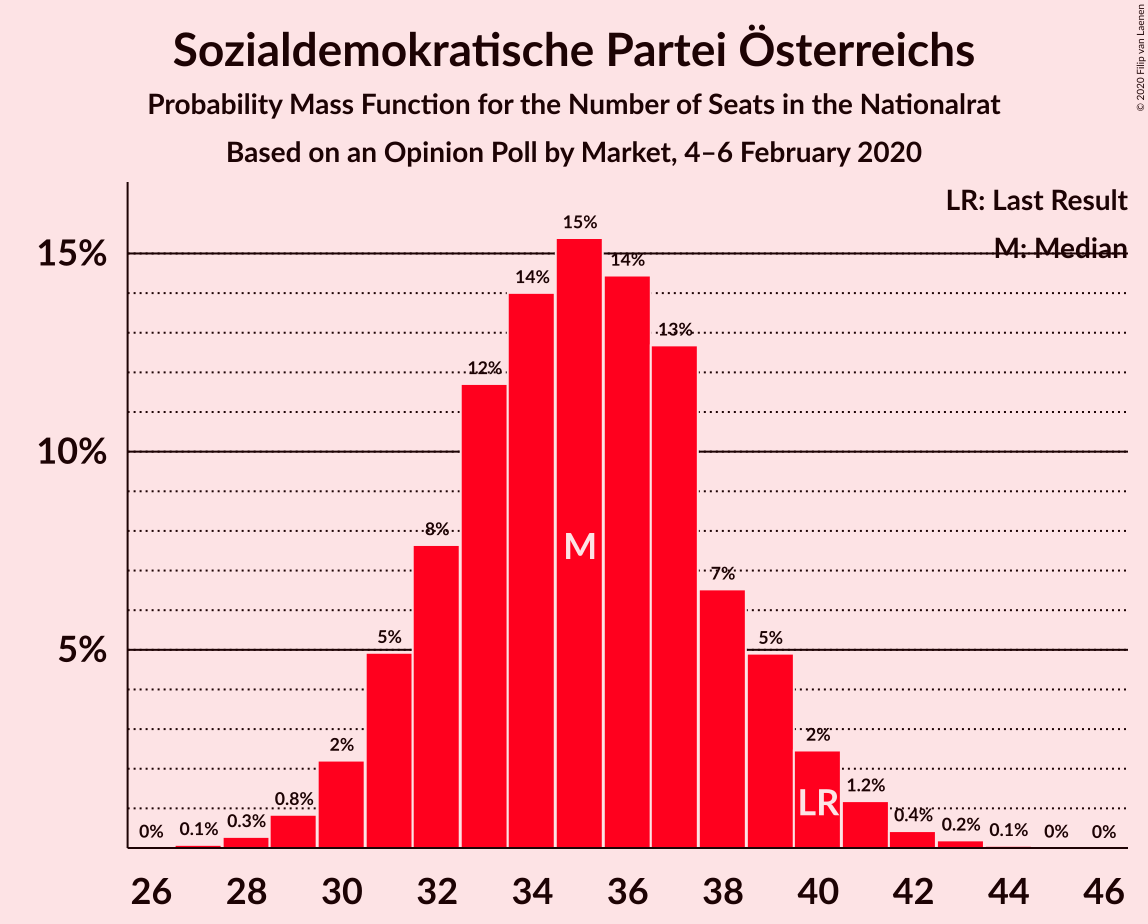 Sozialdemokratische Partei Österreichs
Probability Mass Function for the Number of Seats in the Nationalrat
Based on an Opinion Poll by Market, 4–6 February 2020
© 2020 Filip van Laenen
LR: Last Result
M: Median
15%
10%
5%
0%
0.1%
0.3%
0.8%
2%
5%
8%
12%
14%
15%
14%
13%
7%
5%
2%
1.2%
0.4%
0.2%
0.1%
0%
0%
M
LR
26 28 30 32 34 36 38 40 42 44 46